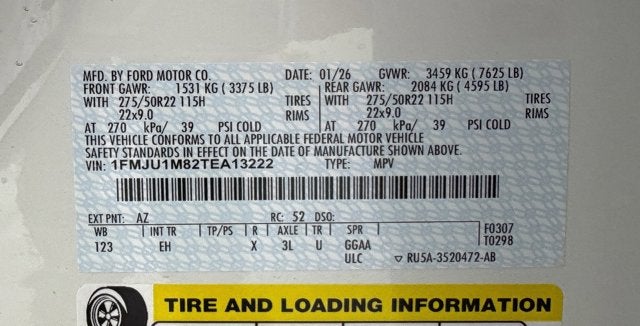 MFD. BY FORD MOTOR CO. DATE: 01/26 GVWR: 3459 KG ( 7625 LB)
FRONT GAWR: 1531 KG ( 3375 LB) REAR GAWR: 2084 KG ( 4595 LB)
WITH 275/50R22 115H TIRES WITH 275/50R22 115H TIRES
22x9.0 RIMS 22x9.0 RIMS
AT 270 kPa/ 39 PSI COLD AT 270 kPa/ 39 PSI COLD
THIS VEHICLE CONFORMS TO ALL APPLICABLE FEDERAL MOTOR VEHICLE
SAFETY STANDARDS IN EFFECT ON THE DATE OF MANUFACTURE SHOWN ABOVE.
VIN: 1FMJU1M82TEA13222 TYPE: MPV
EXT PNT: AZ RC: 52 DSO:
WB INT TR TP/PS R AXLE TR SPR F0307
123 EH X 3L U GGAA T0298
ULC ▽ RU5A-3520472-AB
TIRE AND LOADING INFORMATION